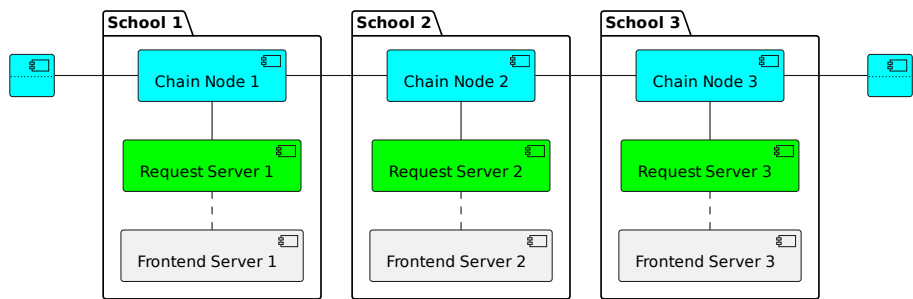 School 1
School 2
School 3
Chain Node 1
Chain Node 2
Chain Node 3
Request Server 1
Request Server 2
Request Server 3
Frontend Server 1
Frontend Server 2
Frontend Server 3